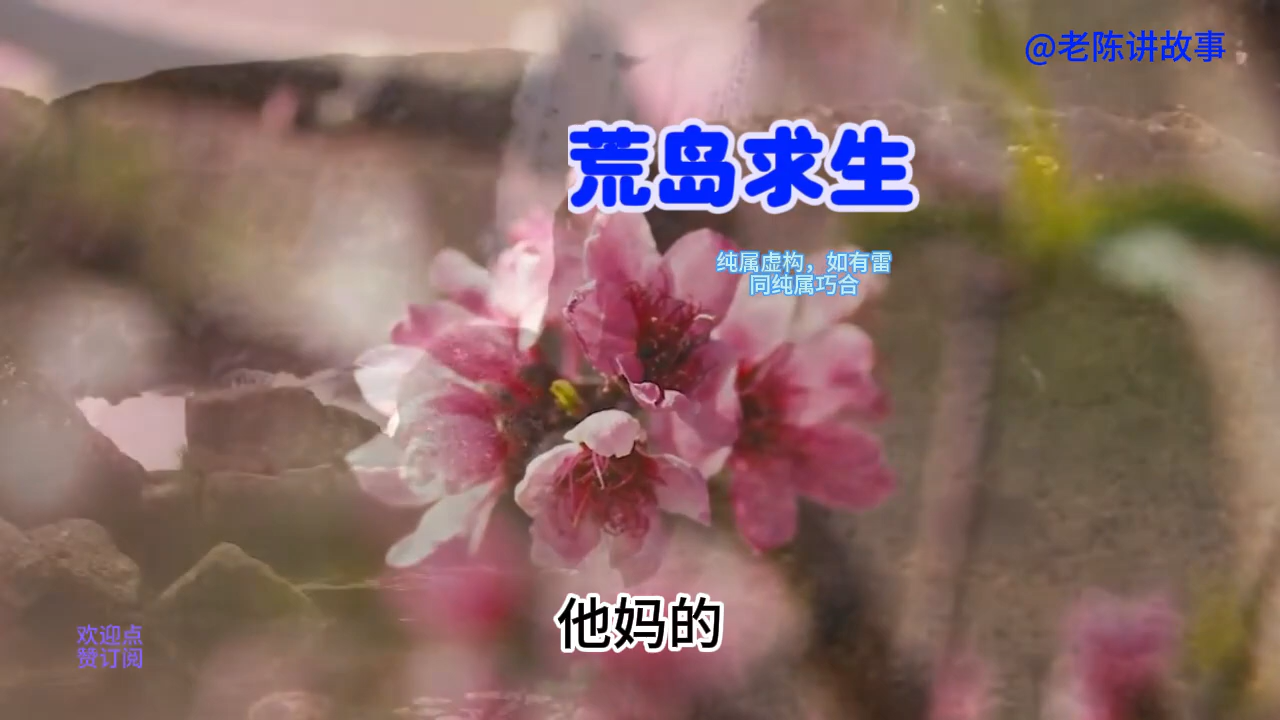 @老陈讲故事
荒岛求生
纯属虚构，如有雷
同纯属巧合
他妈的
欢迎点
赞订阅